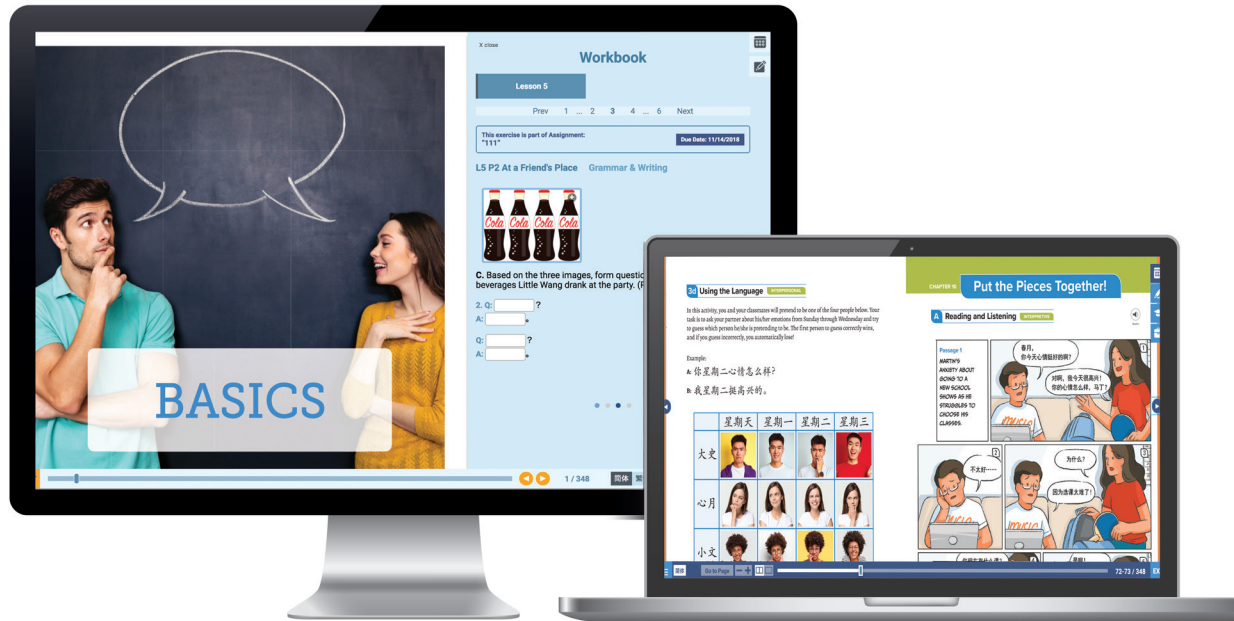 X close
Workbook
Lesson 5
Prev 1 ... 2 3 4 ... 6 Next
This exercise is part of Assignment:
"111"
Due Date: 11/14/2018
L5 P2 At a Friend's Place Grammar & Writing
Cola Cola Cola Cola
C. Based on the three images, form questio
beverages Little Wang drank at the party. (
2. Q: ?
A: 。
Q: ?
A: 。
BASICS
1 / 348
简体
3d Using the Language INTERPERSONAL
In this activity, you and your classmates will pretend to be one of the four people below. Your
task is to ask your partner about his/her emotions from Sunday through Wednesday and try
to guess which person he/she is pretending to be. The first person to guess correctly wins,
and if you guess incorrectly, you automatically lose!
Example:
A: 你星期二心情怎么样?
B: 我星期二挺高兴的。
星期天 星期一 星期二 星期三
大史
心月
小文
CHAPTER 10 Put the Pieces Together!
A Reading and Listening INTERPRETIVE
Passage 1
MARTIN'S
ANXIETY ABOUT
GOING TO A
NEW SCHOOL
SHOWS AS HE
STRUGGLES TO
CHOOSE HIS
CLASSES.
1
春月,
你今天心情挺好的啊?
对啊,我今天很高兴!
你的心情怎么样,马丁?
2
不太好……
3
为什么?
因为选课太难了!
MUSIC
Go to Page
72-73 / 348
EX